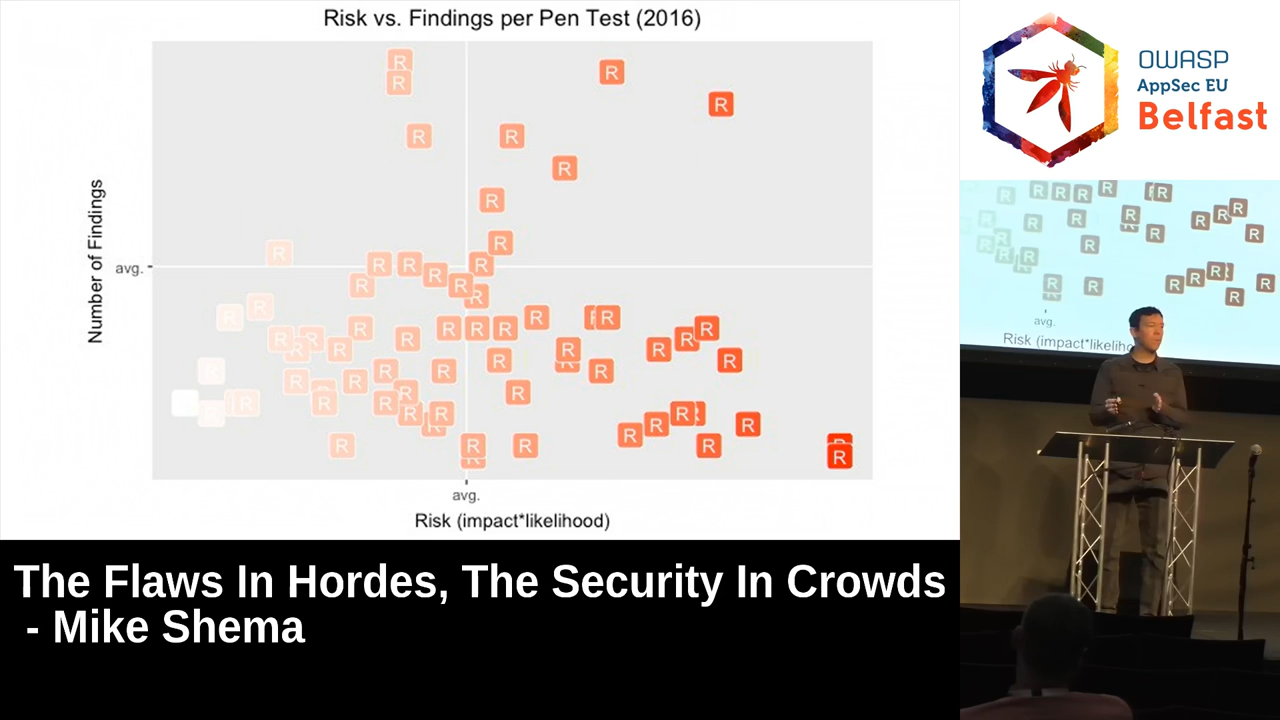 Risk vs. Findings per Pen Test (2016)
Number of Findings
avg.
avg.
Risk (impact*likelihood)
OWASP
AppSec EU
Belfast
avg.
Risk (impact*likeliho
The Flaws In Hordes, The Security In Crowds
- Mike Shema